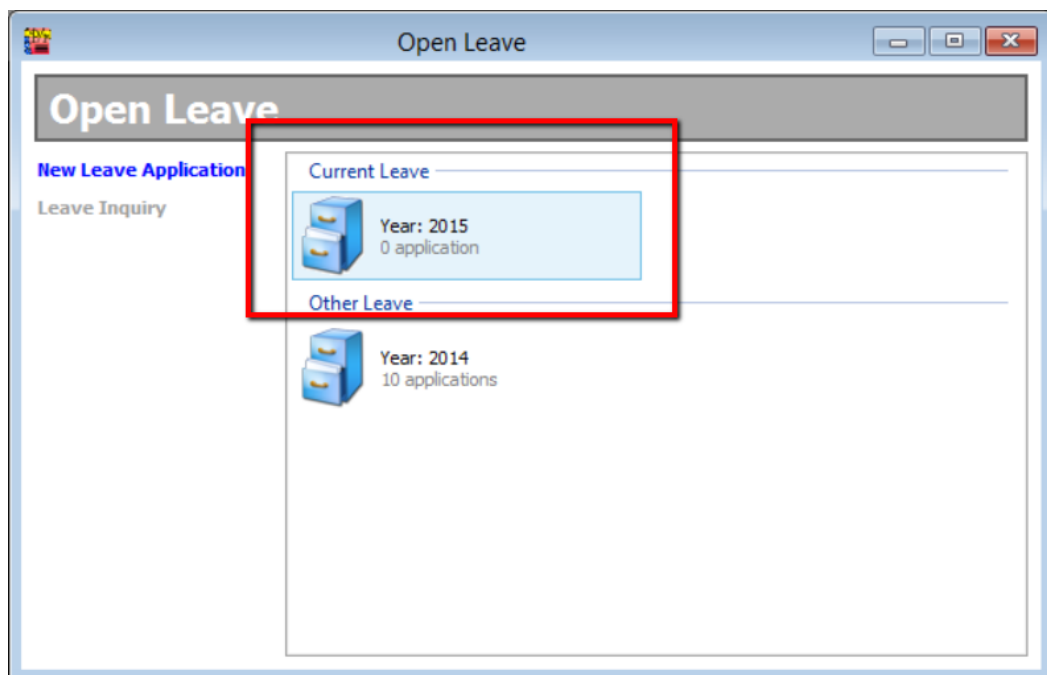 Open Leave
Open Leave
New Leave Application
Leave Inquiry
Current Leave
Year: 2015
0 application
Other Leave
Year: 2014
10 applications